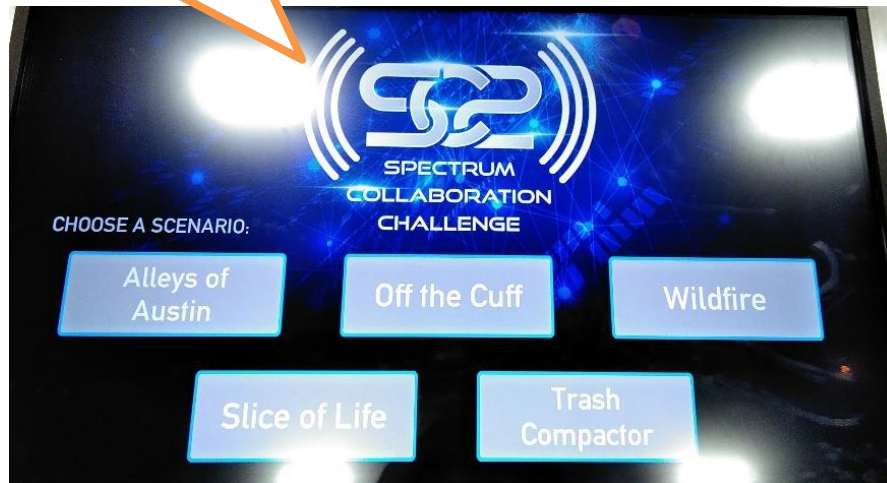 SC2
SPECTRUM
COLLABORATION
CHALLENGE
CHOOSE A SCENARIO:
Alleys of
Austin
Off the Cuff
Wildfire
Slice of Life
Trash
Compactor